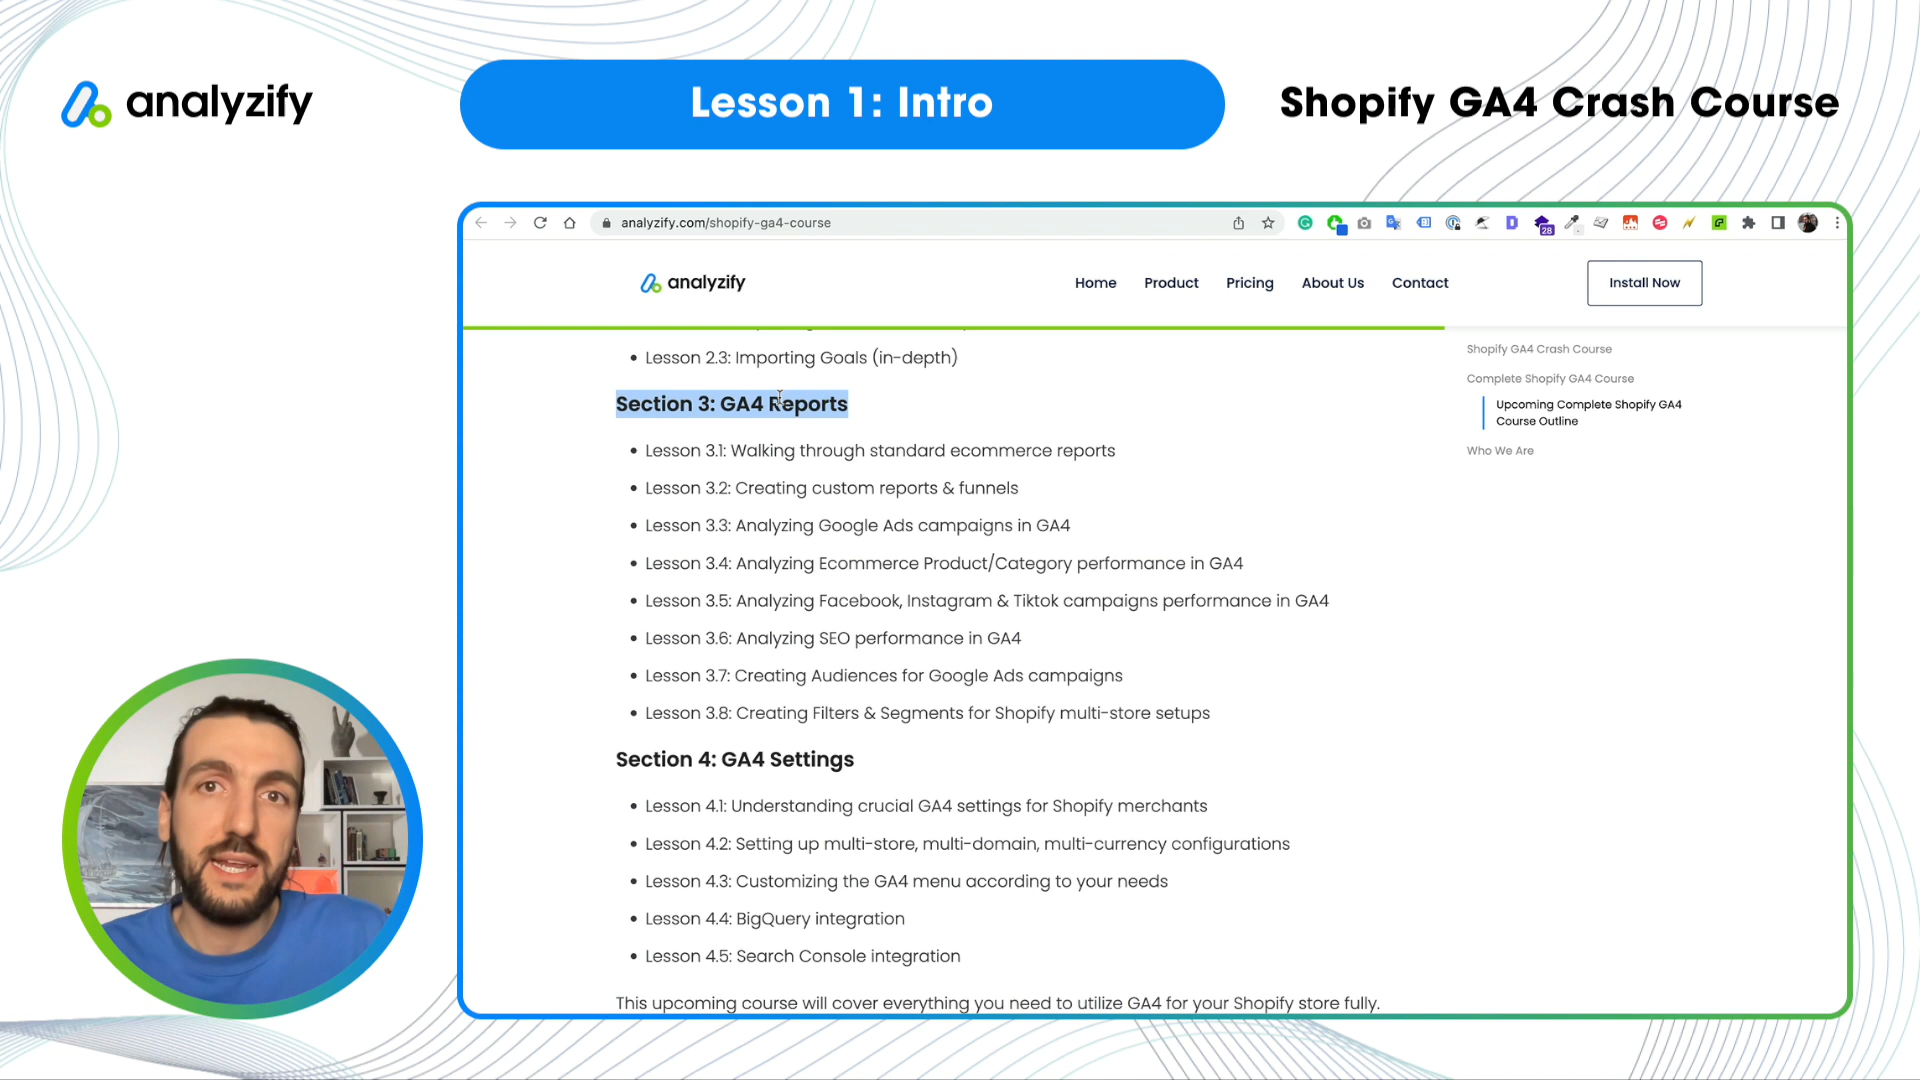 analyzify
Lesson 1: Intro
Shopify GA4 Crash Course
analyzify.com/shopify-ga4-course
28
analyzify
Home
Product
Pricing
About Us
Contact
Install Now
• Lesson 2.3: Importing Goals (in-depth)
Section 3: GA4 Reports
• Lesson 3.1: Walking through standard ecommerce reports
• Lesson 3.2: Creating custom reports & funnels
• Lesson 3.3: Analyzing Google Ads campaigns in GA4
• Lesson 3.4: Analyzing Ecommerce Product/Category performance in GA4
• Lesson 3.5: Analyzing Facebook, Instagram & Tiktok campaigns performance in GA4
• Lesson 3.6: Analyzing SEO performance in GA4
• Lesson 3.7: Creating Audiences for Google Ads campaigns
• Lesson 3.8: Creating Filters & Segments for Shopify multi-store setups
Section 4: GA4 Settings
• Lesson 4.1: Understanding crucial GA4 settings for Shopify merchants
• Lesson 4.2: Setting up multi-store, multi-domain, multi-currency configurations
• Lesson 4.3: Customizing the GA4 menu according to your needs
• Lesson 4.4: BigQuery integration
• Lesson 4.5: Search Console integration
This upcoming course will cover everything you need to utilize GA4 for your Shopify store fully.
Shopify GA4 Crash Course
Complete Shopify GA4 Course
Upcoming Complete Shopify GA4
Course Outline
Who We Are